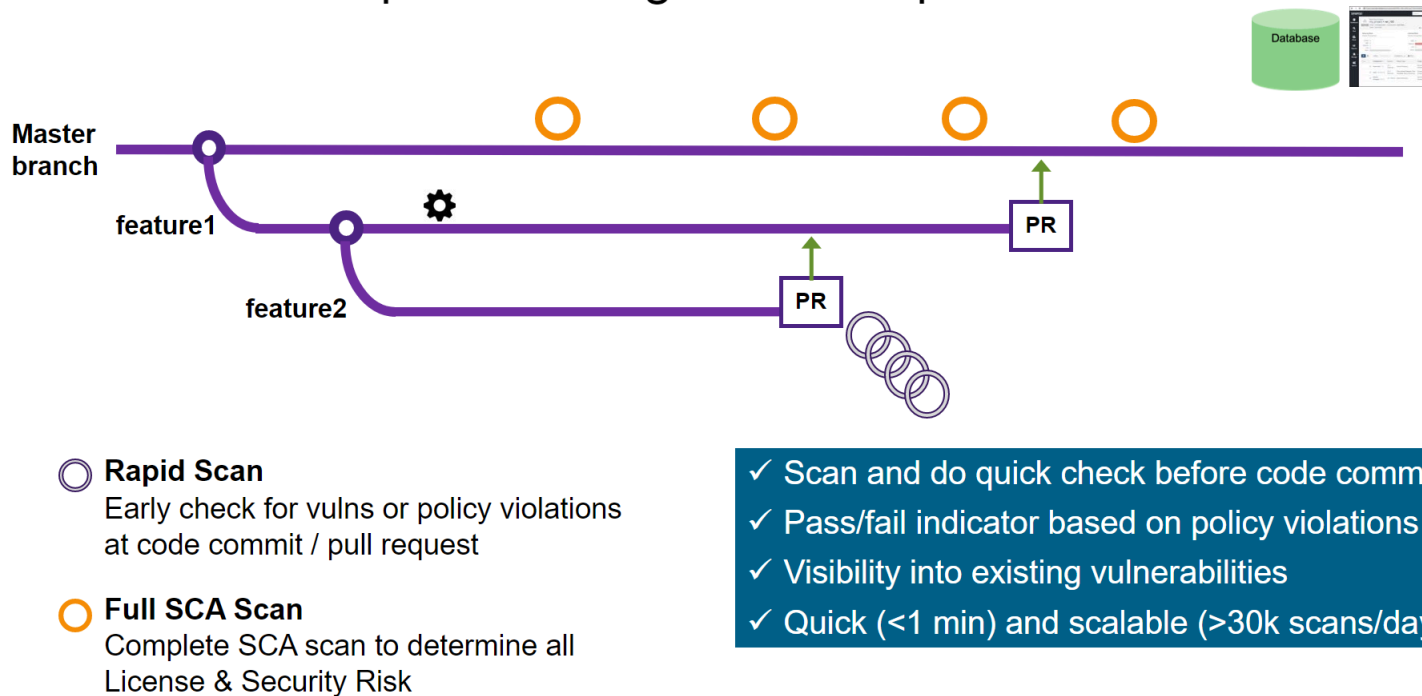 Database
Master
branch
feature1
PR
feature2
PR
Rapid Scan
Early check for vulns or policy violations
at code commit / pull request
Full SCA Scan
Complete SCA scan to determine all
License & Security Risk
✓ Scan and do quick check before code comm
✓ Pass/fail indicator based on policy violations
✓ Visibility into existing vulnerabilities
✓ Quick (<1 min) and scalable (>30k scans/day